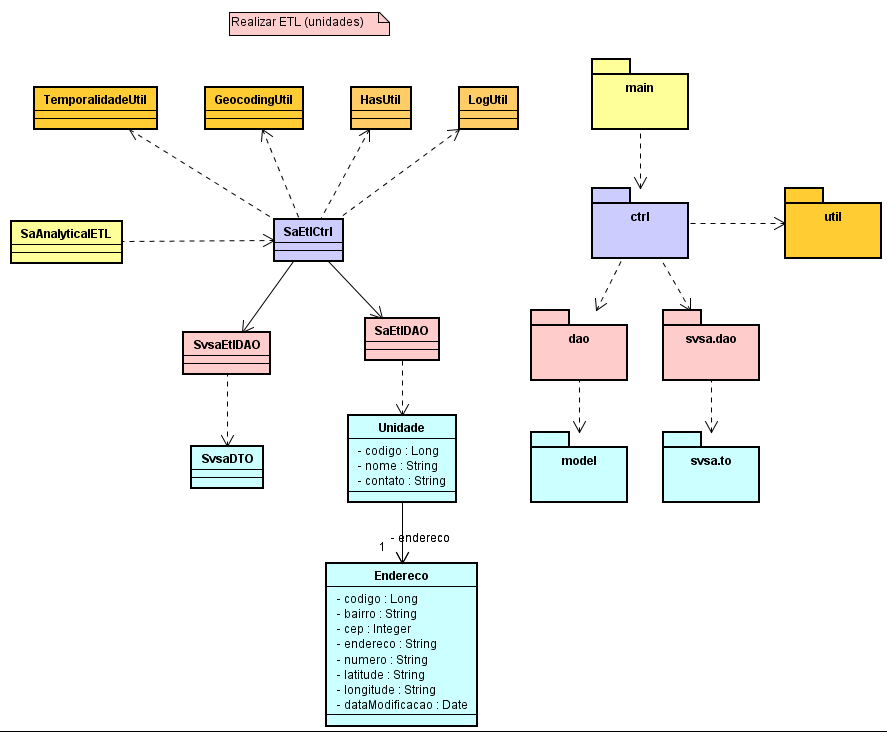 Realizar ETL (unidades)
TemporalidadeUtil
GeocodingUtil
HasUtil
LogUtil
main
SaAnalyticalETL
SaEtlCtrl
ctrl
util
SvsaEtlDAO
SaEtlDAO
dao
svsa.dao
SvsaDTO
Unidade
- codigo : Long
- nome : String
- contato : String
model
svsa.to
- endereco
1
Endereco
- codigo : Long
- bairro : String
- cep : Integer
- endereco : String
- numero : String
- latitude : String
- longitude : String
- dataModificacao : Date